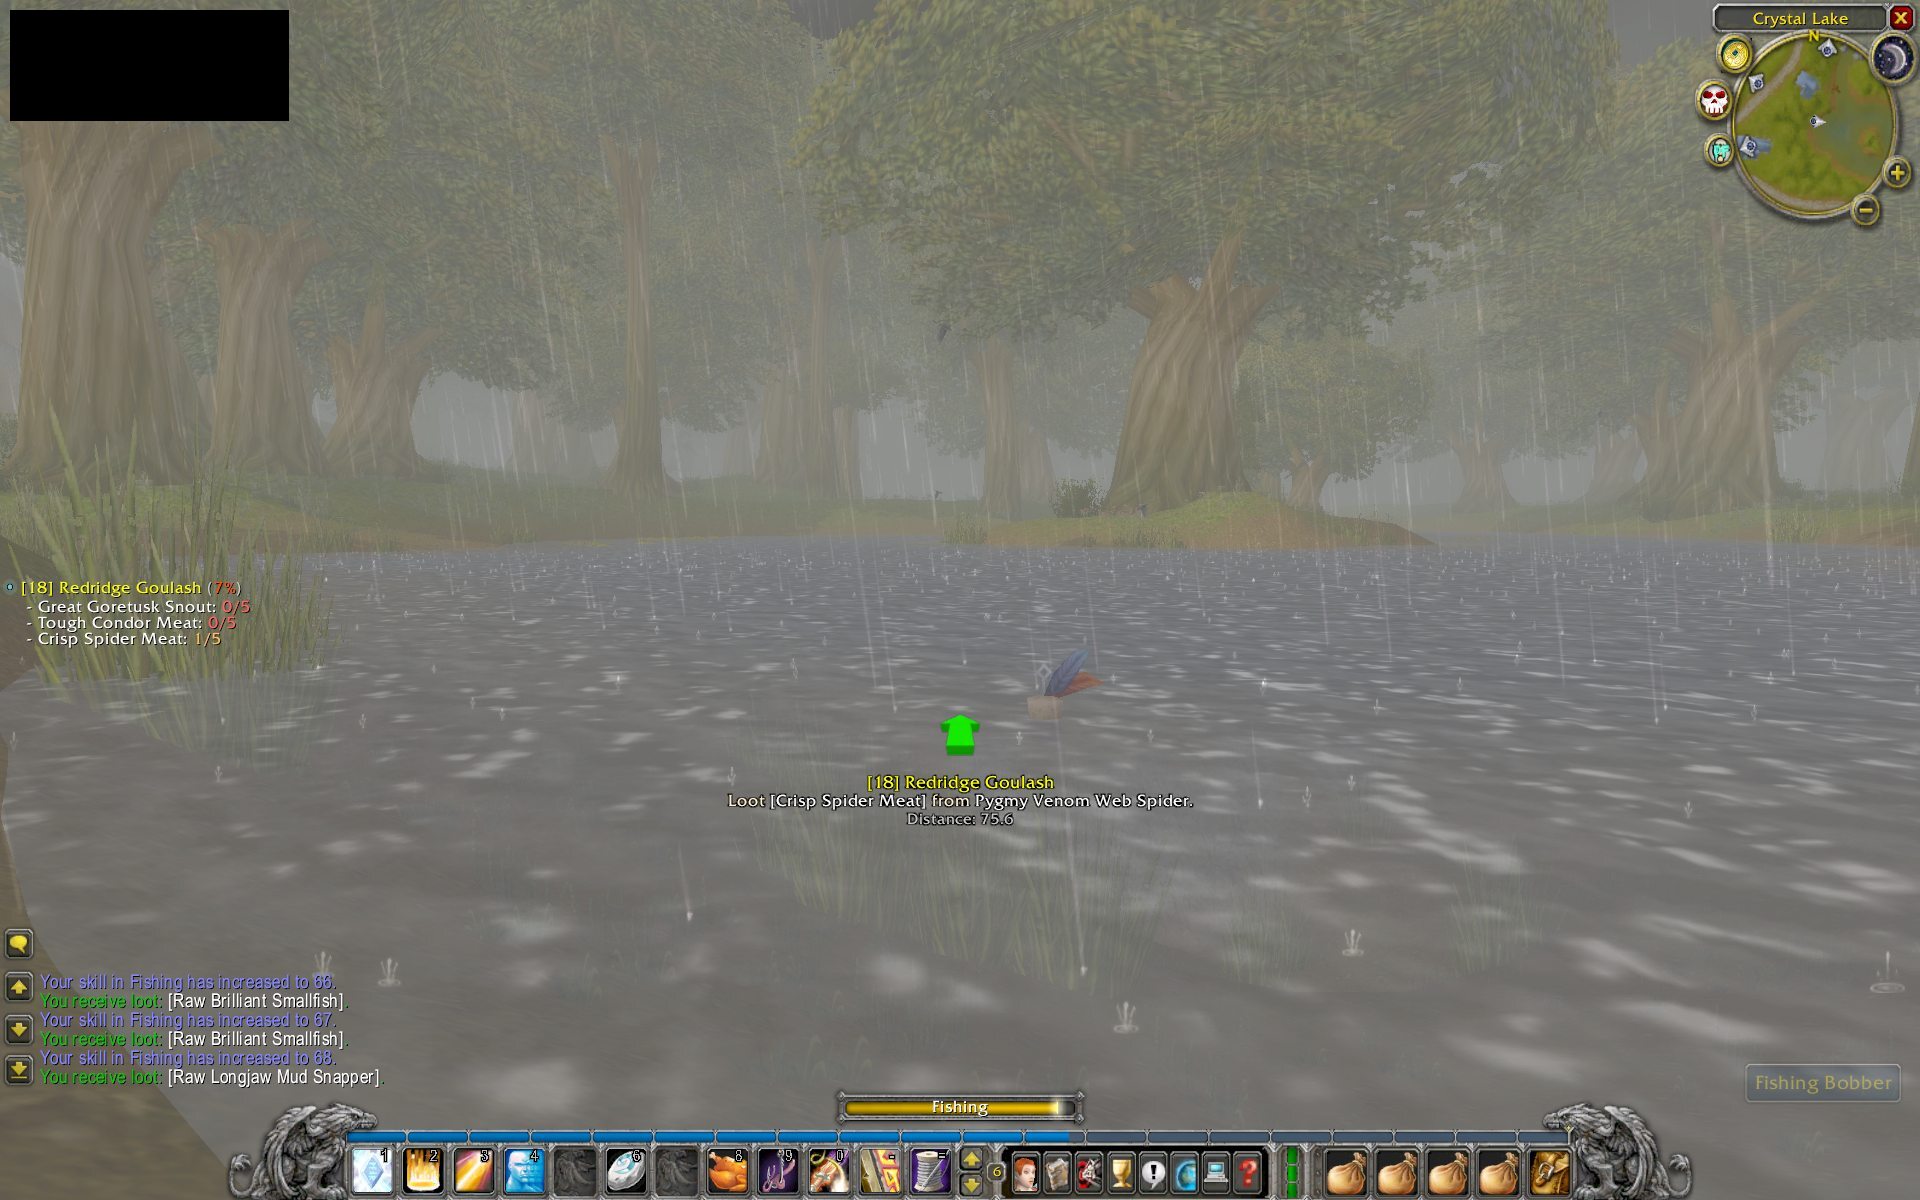 Crystal Lake
N
[18] Redridge Goulash (7%)
- Great Goretusk Snout: 0/5
- Tough Condor Meat: 0/5
- Crisp Spider Meat: 1/5
[18] Redridge Goulash
Loot [Crisp Spider Meat] from Pygmy Venom Web Spider.
Distance: 75.6
Your skill in Fishing has increased to 66.
You receive loot: [Raw Brilliant Smallfish].
Your skill in Fishing has increased to 67.
You receive loot: [Raw Brilliant Smallfish].
Your skill in Fishing has increased to 68.
You receive loot: [Raw Longjaw Mud Snapper].
Fishing Bobber
Fishing
1 2 3 4 6 8 9 0 - =
6